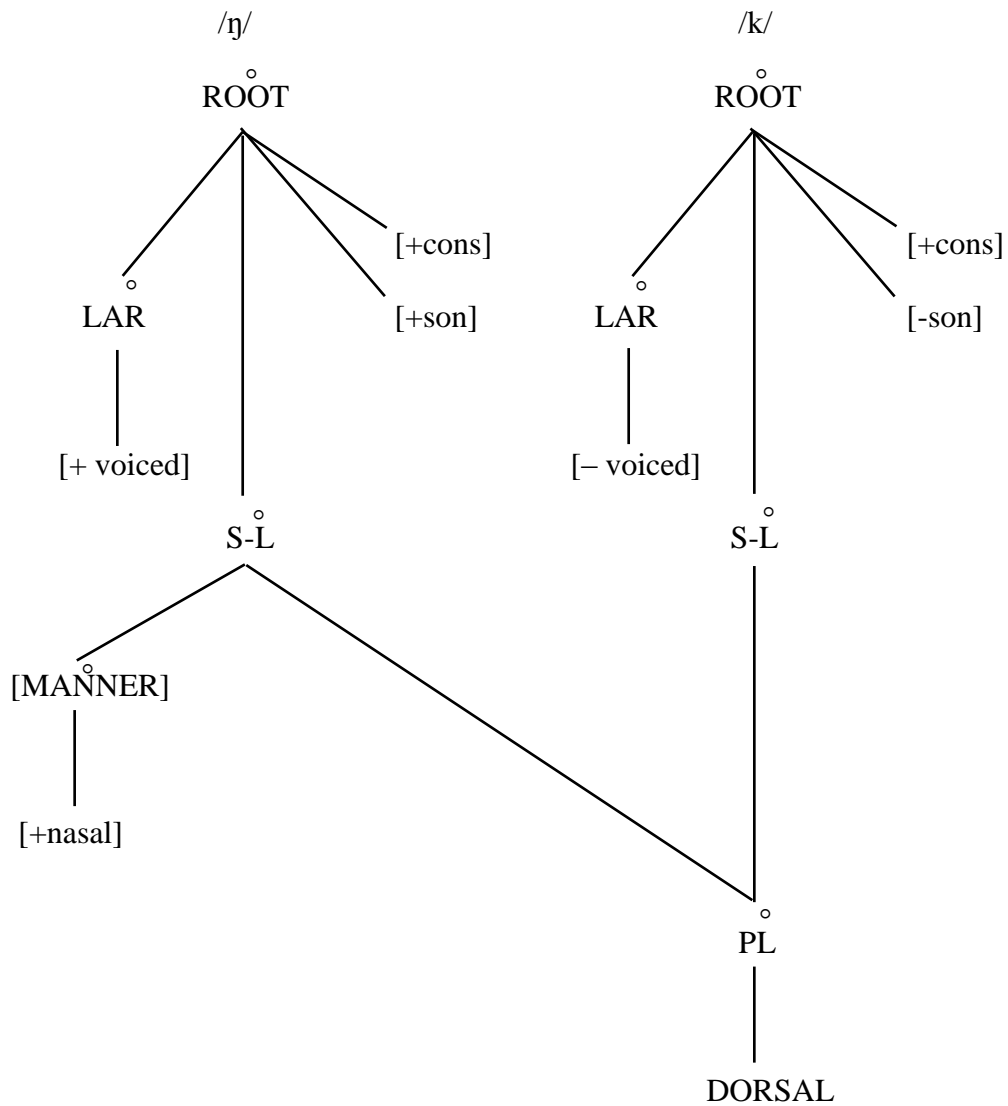 /ŋ/ /k/
ROOT ROOT
[+cons] [+cons]
LAR [+son] LAR [-son]
[+ voiced] [– voiced]
S-L S-L
[MANNER]
[+nasal]
PL
DORSAL